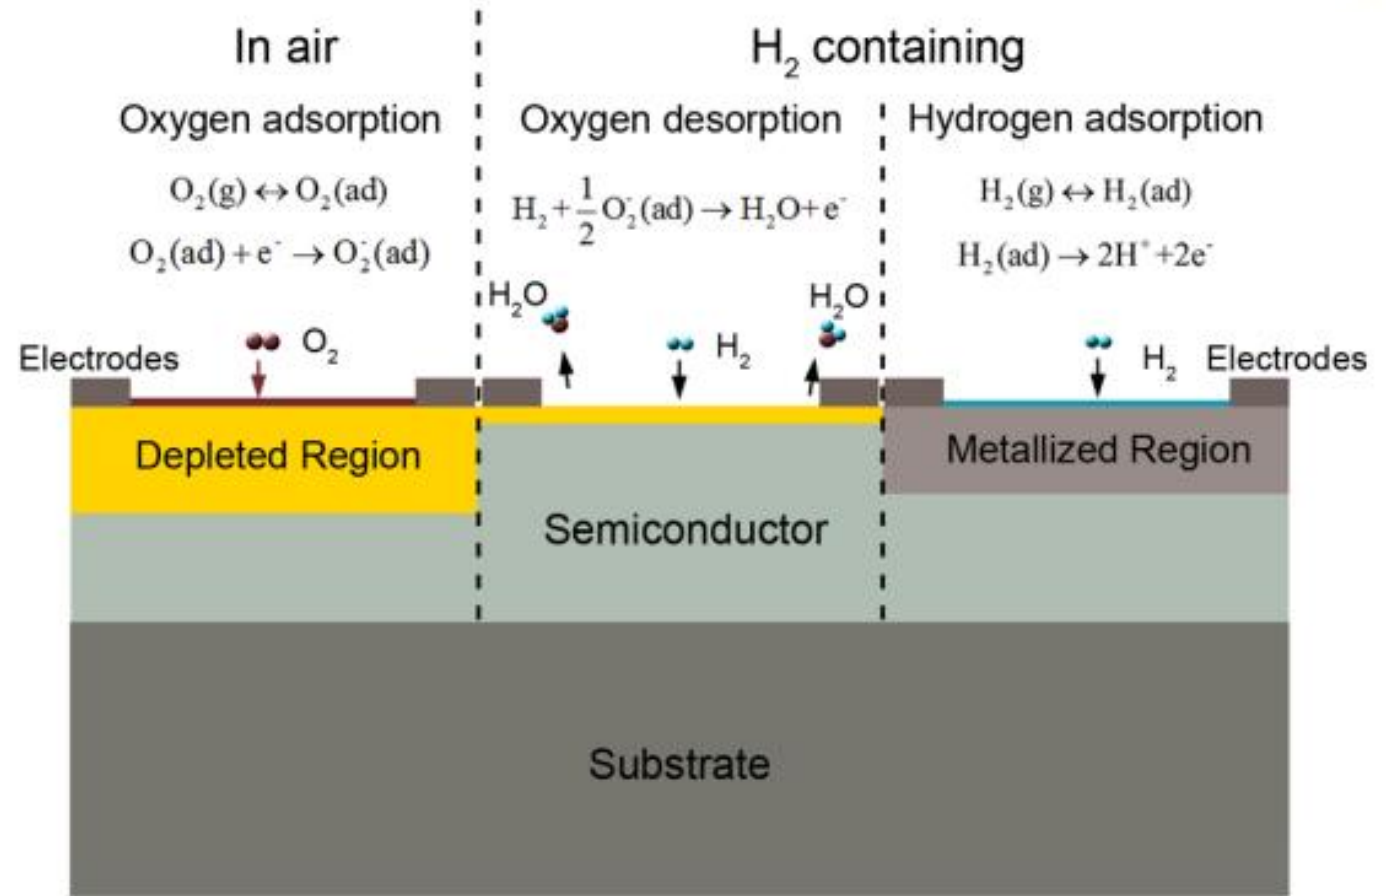 In air
H₂ containing
Oxygen adsorption
O₂(g) ↔ O₂(ad)
O₂(ad) + e⁻ → O₂⁻(ad)
Oxygen desorption
H₂ + 1/2 O₂⁻(ad) → H₂O + e⁻
Hydrogen adsorption
H₂(g) ↔ H₂(ad)
H₂(ad) → 2H⁺ + 2e⁻
Electrodes
O₂
H₂O
H₂
H₂O
H₂
Electrodes
Depleted Region
Semiconductor
Metallized Region
Substrate